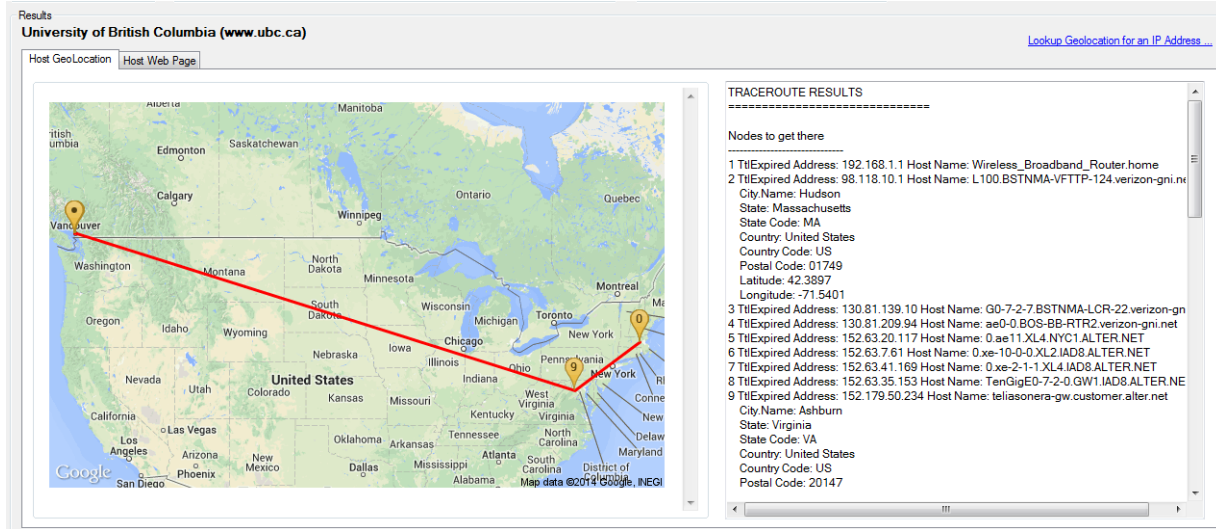 Results
University of British Columbia (www.ubc.ca)
Lookup Geolocation for an IP Address ...
Host GeoLocation
Host Web Page
Alberta
Manitoba
ritish
umbia
Edmonton
Saskatchewan
Calgary
Ontario
Quebec
Winnipeg
Vancouver
Washington
Montana
North
Dakota
Minnesota
Montreal
Ma
South
Dakota
Wisconsin
Michigan
Toronto
0
Oregon
Idaho
Wyoming
Chicago
New York
Nebraska
Iowa
Illinois
Ohio
Pennsylvania
9
New York
Indiana
RI
Nevada
Utah
United States
Colorado
Kansas
Missouri
West
Virginia
Conne
Kentucky
Virginia
New
California
Las Vegas
Los
Angeles
Arizona
Phoenix
New
Mexico
Oklahoma
Arkansas
Tennessee
North
Carolina
Delaw
Maryland
Atlanta
South
Carolina
District of
Columbia
Dallas
Mississippi
Alabama
San Diego
Google
Map data ©2014 Google, INEGI
TRACEROUTE RESULTS
==============================
Nodes to get there
------------------------------
1 TtlExpired Address: 192.168.1.1 Host Name: Wireless_Broadband_Router.home
2 TtlExpired Address: 98.118.10.1 Host Name: L100.BSTNMA-VFTTP-124.verizon-gni.ne
City.Name: Hudson
State: Massachusetts
State Code: MA
Country: United States
Country Code: US
Postal Code: 01749
Latitude: 42.3897
Longitude: -71.5401
3 TtlExpired Address: 130.81.139.10 Host Name: G0-7-2-7.BSTNMA-LCR-22.verizon-gn
4 TtlExpired Address: 130.81.209.94 Host Name: ae0-0.BOS-BB-RTR2.verizon-gni.net
5 TtlExpired Address: 152.63.20.117 Host Name: 0.ae11.XL4.NYC1.ALTER.NET
6 TtlExpired Address: 152.63.7.61 Host Name: 0.xe-10-0-0.XL2.IAD8.ALTER.NET
7 TtlExpired Address: 152.63.41.169 Host Name: 0.xe-2-1-1.XL4.IAD8.ALTER.NET
8 TtlExpired Address: 152.63.35.153 Host Name: TenGigE0-7-2-0.GW1.IAD8.ALTER.NE
9 TtlExpired Address: 152.179.50.234 Host Name: teliasonera-gw.customer.alter.net
City.Name: Ashburn
State: Virginia
State Code: VA
Country: United States
Country Code: US
Postal Code: 20147